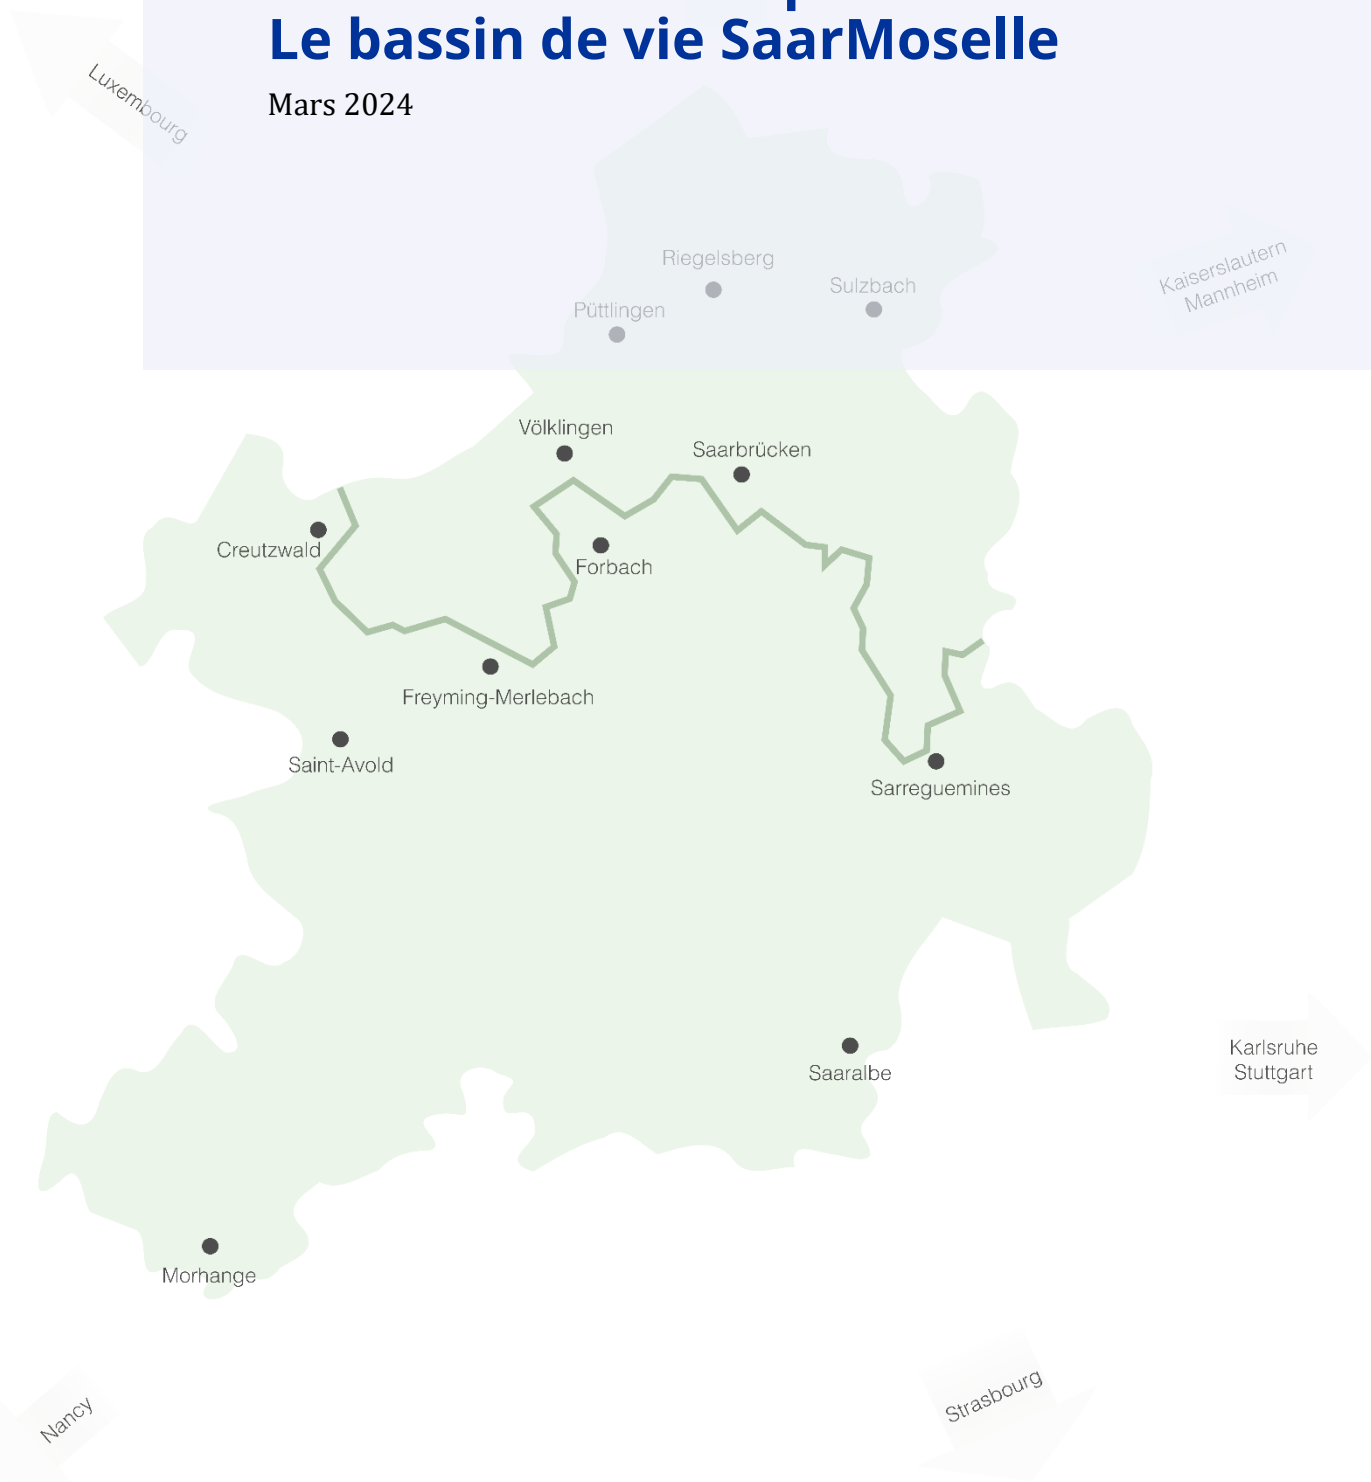 Le bassin de vie SaarMoselle
Mars 2024
Luxembourg
Riegelsberg
Kaiserslautern
Mannheim
Sulzbach
Püttlingen
Völklingen
Saarbrücken
Creutzwald
Forbach
Freyming-Merlebach
Saint-Avold
Sarreguemines
Karlsruhe
Stuttgart
Saaralbe
Morhange
Strasbourg
Nancy